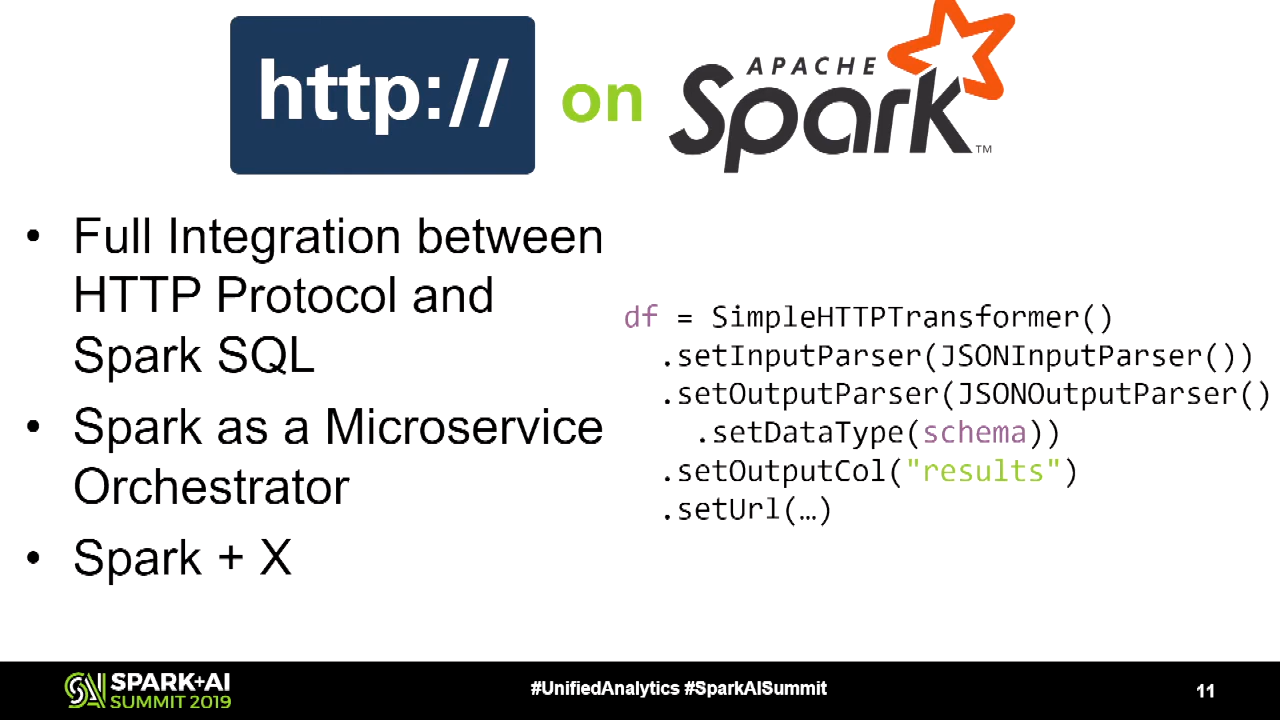 http:// on APACHE Spark™
• Full Integration between
HTTP Protocol and
Spark SQL
• Spark as a Microservice
Orchestrator
• Spark + X
df = SimpleHTTPTransformer()
.setInputParser(JSONInputParser())
.setOutputParser(JSONOutputParser()
.setDataType(schema))
.setOutputCol("results")
.setUrl(…)
SPARK+AI
SUMMIT 2019
#UnifiedAnalytics #SparkAISummit
11